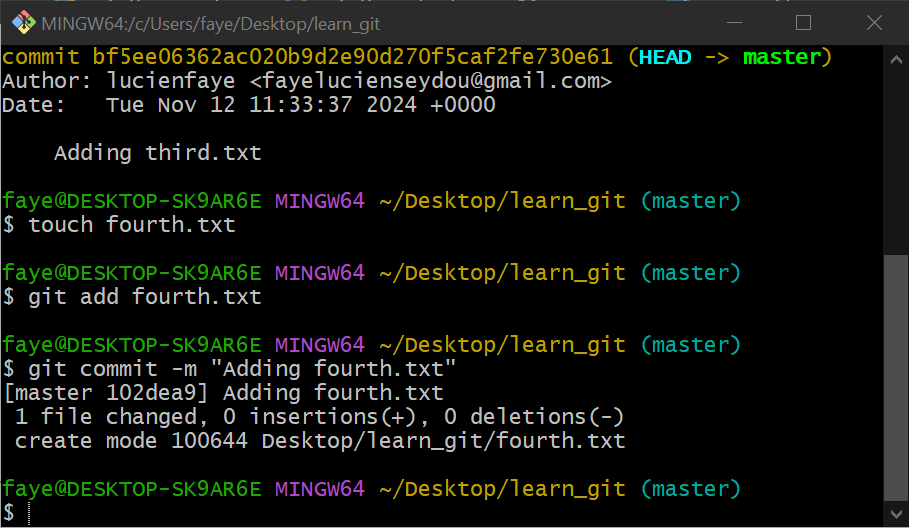 MINGW64:/c/Users/faye/Desktop/learn_git
commit bf5ee06362ac020b9d2e90d270f5caf2fe730e61 (HEAD -> master)
Author: lucienfaye <fayelucienseydou@gmail.com>
Date:   Tue Nov 12 11:33:37 2024 +0000
    Adding third.txt
faye@DESKTOP-SK9AR6E MINGW64 ~/Desktop/learn_git (master)
$ touch fourth.txt
faye@DESKTOP-SK9AR6E MINGW64 ~/Desktop/learn_git (master)
$ git add fourth.txt
faye@DESKTOP-SK9AR6E MINGW64 ~/Desktop/learn_git (master)
$ git commit -m "Adding fourth.txt"
[master 102dea9] Adding fourth.txt
 1 file changed, 0 insertions(+), 0 deletions(-)
 create mode 100644 Desktop/learn_git/fourth.txt
faye@DESKTOP-SK9AR6E MINGW64 ~/Desktop/learn_git (master)
$